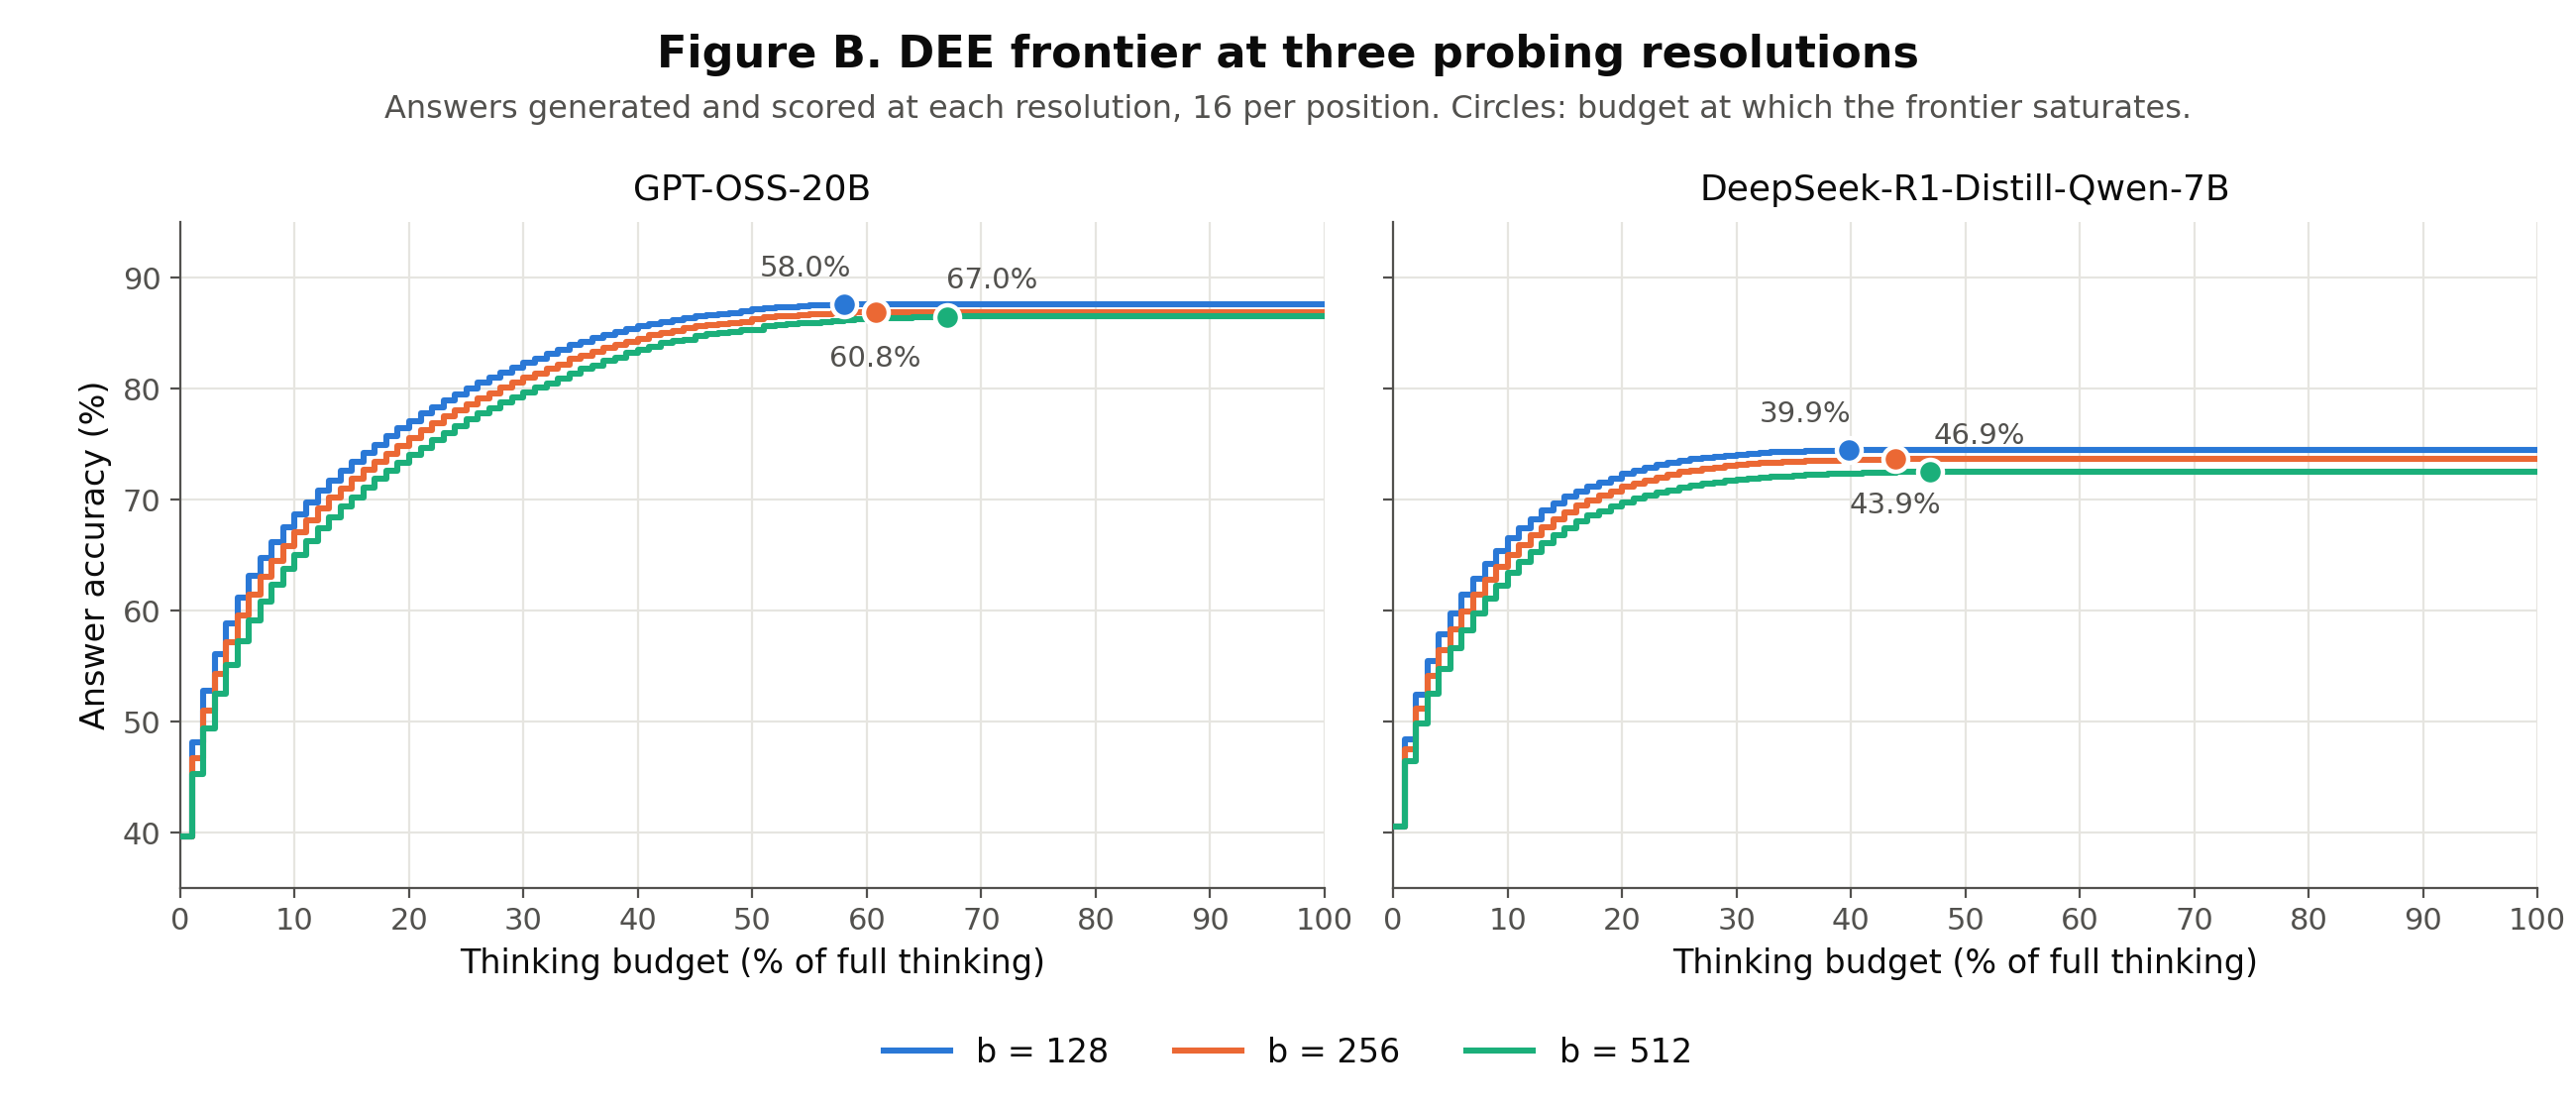 Figure B. DEE frontier at three probing resolutions
Answers generated and scored at each resolution, 16 per position. Circles: budget at which the frontier saturates.
GPT-OSS-20B
90
80
70
60
50
40
Answer accuracy (%)
58.0%
67.0%
60.8%
0 10 20 30 40 50 60 70 80 90 100
Thinking budget (% of full thinking)
DeepSeek-R1-Distill-Qwen-7B
39.9%
46.9%
43.9%
0 10 20 30 40 50 60 70 80 90 100
Thinking budget (% of full thinking)
b = 128
b = 256
b = 512